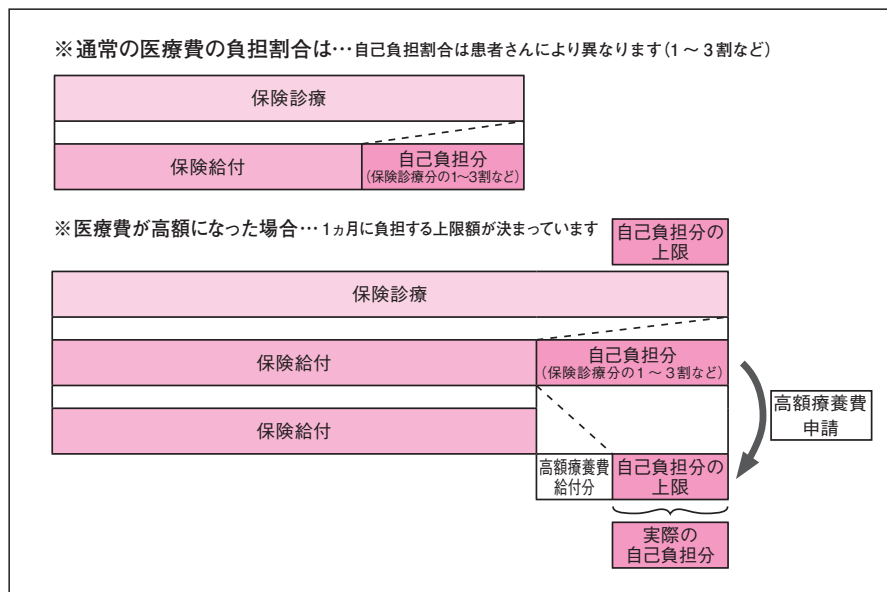 ※通常の医療費の負担割合は…自己負担割合は患者さんにより異なります(1～3割など)
保険診療
保険給付
自己負担分
(保険診療分の1～3割など)
※医療費が高額になった場合…1ヵ月に負担する上限額が決まっています
自己負担分の
上限
保険診療
保険給付
自己負担分
(保険診療分の1～3割など)
高額療養費
申請
保険給付
高額療養費
給付分
自己負担分の
上限
実際の
自己負担分